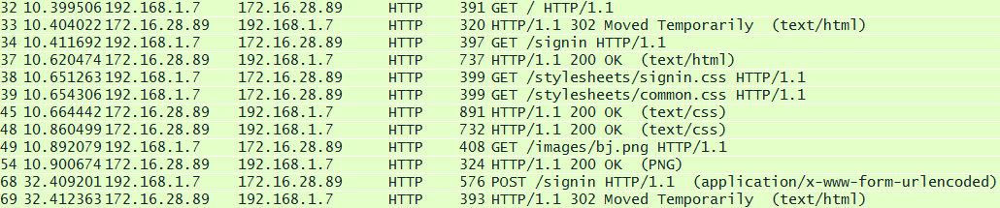 32 10.399506 192.168.1.7 172.16.28.89 HTTP 391 GET / HTTP/1.1
33 10.404022 172.16.28.89 192.168.1.7 HTTP 320 HTTP/1.1 302 Moved Temporarily (text/html)
34 10.411692 192.168.1.7 172.16.28.89 HTTP 397 GET /signin HTTP/1.1
37 10.620474 172.16.28.89 192.168.1.7 HTTP 737 HTTP/1.1 200 OK (text/html)
38 10.651263 192.168.1.7 172.16.28.89 HTTP 399 GET /stylesheets/signin.css HTTP/1.1
39 10.654306 192.168.1.7 172.16.28.89 HTTP 399 GET /stylesheets/common.css HTTP/1.1
45 10.664442 172.16.28.89 192.168.1.7 HTTP 891 HTTP/1.1 200 OK (text/css)
48 10.860499 172.16.28.89 192.168.1.7 HTTP 732 HTTP/1.1 200 OK (text/css)
49 10.892079 192.168.1.7 172.16.28.89 HTTP 408 GET /images/bj.png HTTP/1.1
54 10.900674 172.16.28.89 192.168.1.7 HTTP 324 HTTP/1.1 200 OK (PNG)
68 32.409201 192.168.1.7 172.16.28.89 HTTP 576 POST /signin HTTP/1.1 (application/x-www-form-urlencoded)
69 32.412363 172.16.28.89 192.168.1.7 HTTP 393 HTTP/1.1 302 Moved Temporarily (text/html)